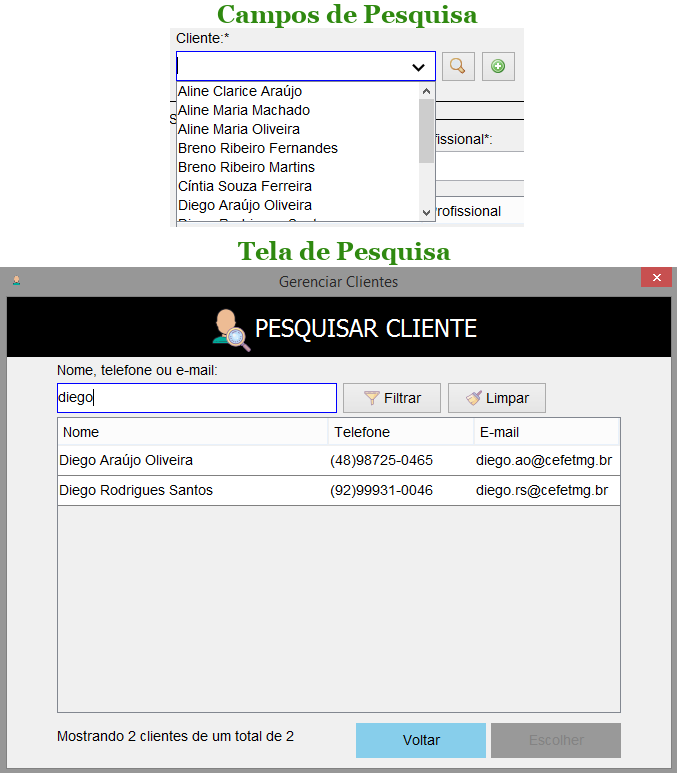 Campos de Pesquisa
Cliente:*
Aline Clarice Araújo
Aline Maria Machado
Aline Maria Oliveira
Breno Ribeiro Fernandes
Breno Ribeiro Martins
Cíntia Souza Ferreira
Diego Araújo Oliveira
S
fissional*:
rofissional
Tela de Pesquisa
Gerenciar Clientes
PESQUISAR CLIENTE
Nome, telefone ou e-mail:
diego Filtrar Limpar
Nome Telefone E-mail
Diego Araújo Oliveira (48)98725-0465 diego.ao@cefetmg.br
Diego Rodrigues Santos (92)99931-0046 diego.rs@cefetmg.br
Mostrando 2 clientes de um total de 2 Voltar Escolher